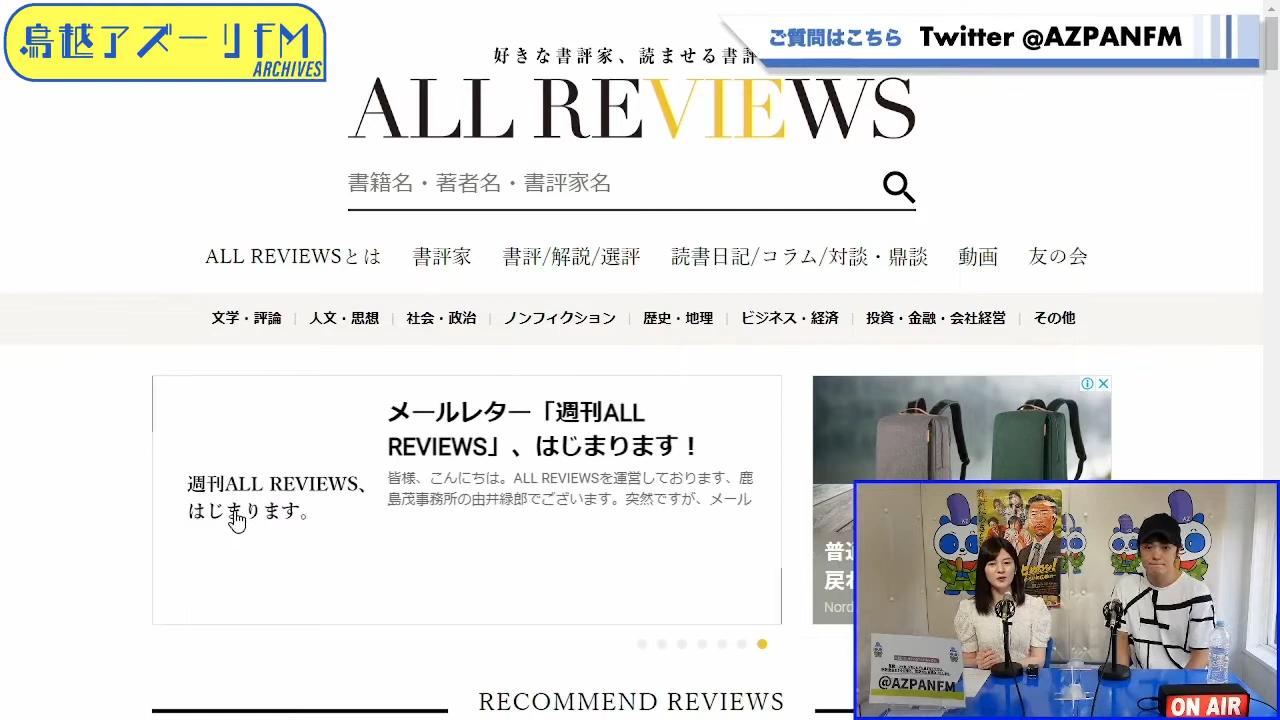 鳥越アズーリFM
ARCHIVES
ご質問はこちら Twitter @AZPANFM
好きな書評家、読ませる書評
ALL REVIEWS
書籍名・著者名・書評家名
ALL REVIEWSとは 書評家 書評/解説/選評 読書日記/コラム/対談・鼎談 動画 友の会
文学・評論 | 人文・思想 | 社会・政治 | ノンフィクション | 歴史・地理 | ビジネス・経済 | 投資・金融・会社経営 | その他
週刊ALL REVIEWS、
はじまります。
メールレター「週刊ALL
REVIEWS」、はじまります！
皆様、こんにちは。ALL REVIEWSを運営しております、鹿
島茂事務所の由井緑郎でございます。突然ですが、メール
Nord
RECOMMEND REVIEWS
@AZPANFM
ON AIR